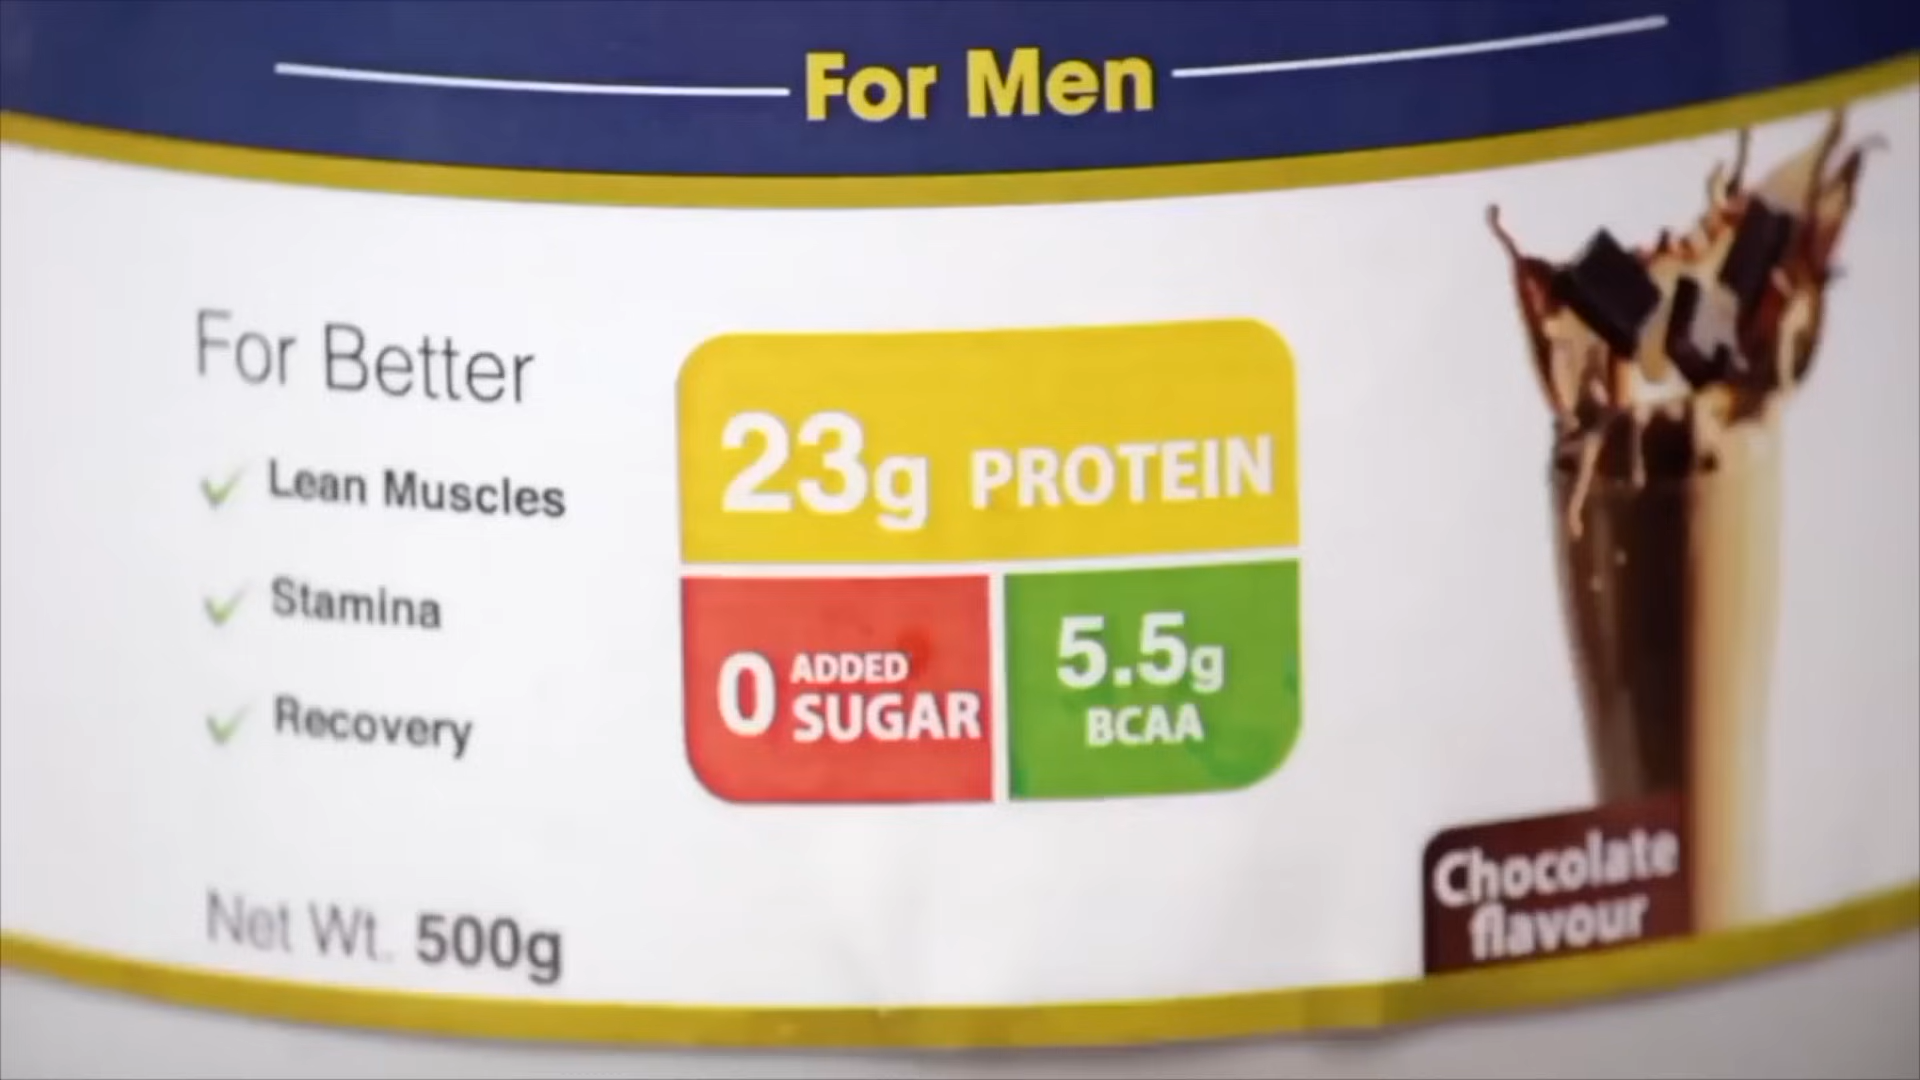 For Men
For Better
Lean Muscles
Stamina
Recovery
Net Wt. 500g
23g PROTEIN
0 ADDED
SUGAR
5.5g
BCAA
Chocolate
flavour